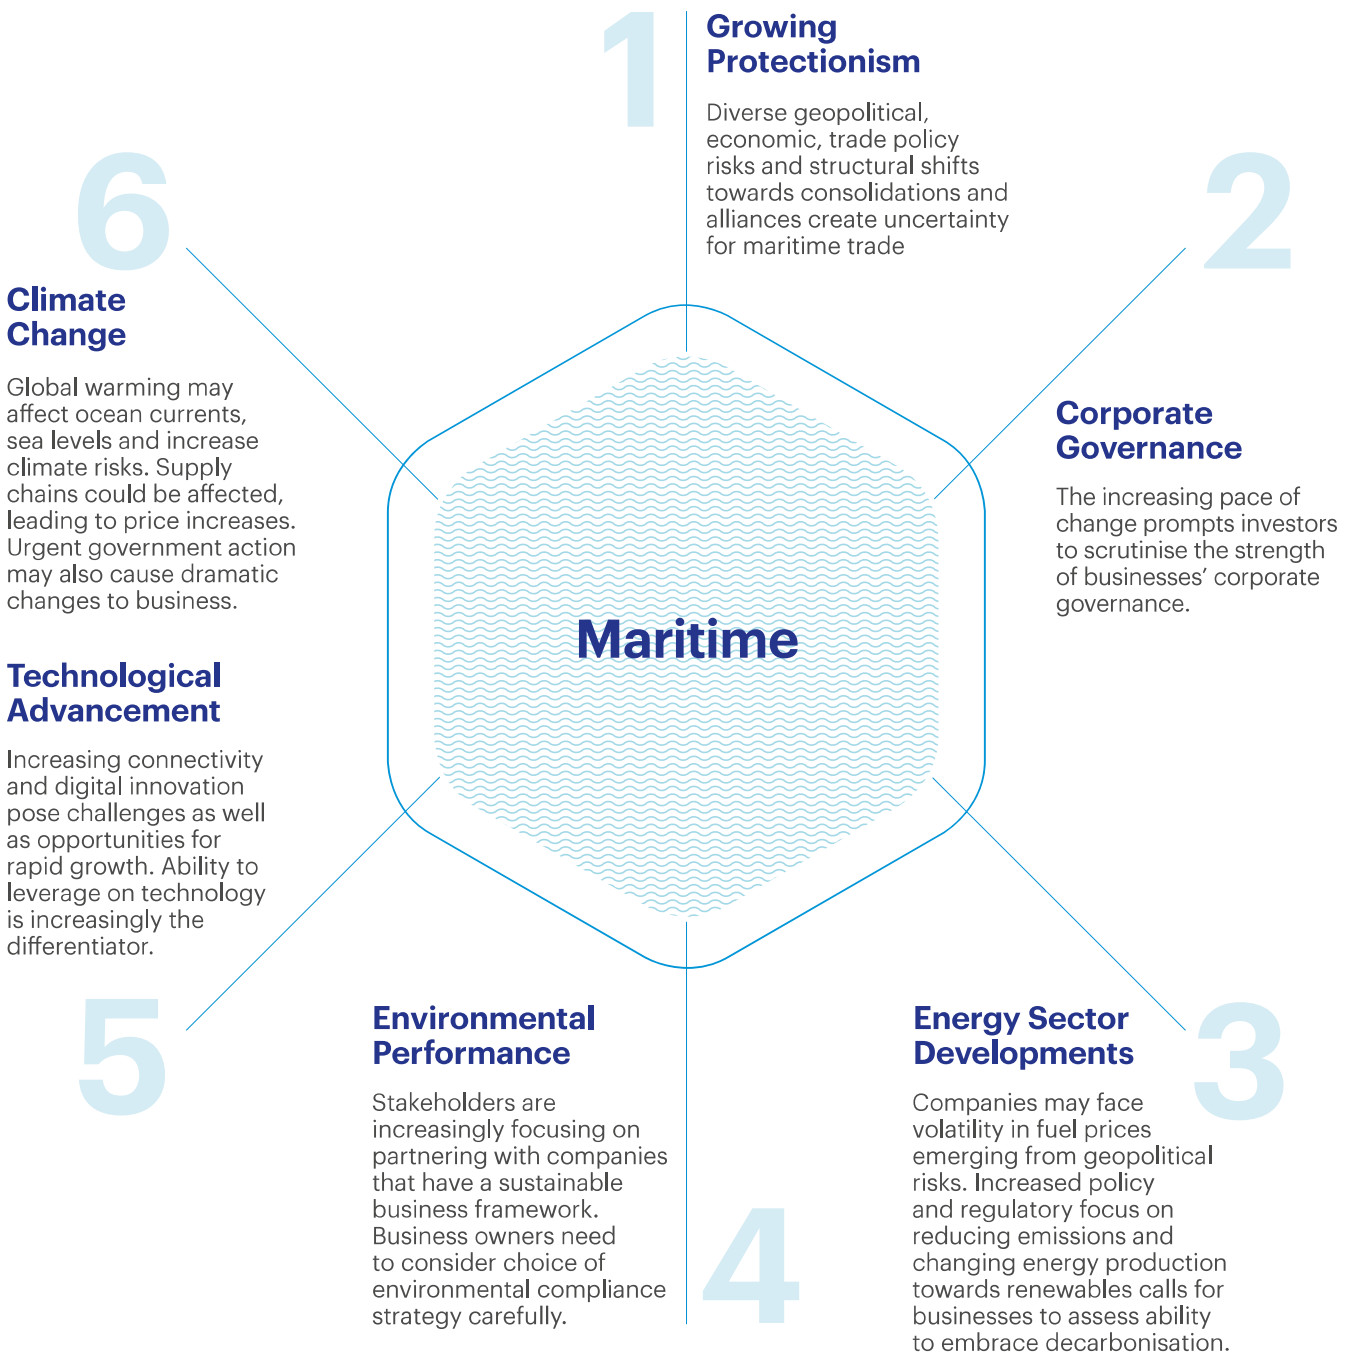 1
Growing
Protectionism
Diverse geopolitical,
economic, trade policy
risks and structural shifts
towards consolidations and
alliances create uncertainty
for maritime trade
2
Corporate
Governance
The increasing pace of
change prompts investors
to scrutinise the strength
of businesses’ corporate
governance.
3
Energy Sector
Developments
Companies may face
volatility in fuel prices
emerging from geopolitical
risks. Increased policy
and regulatory focus on
reducing emissions and
changing energy production
towards renewables calls for
businesses to assess ability
to embrace decarbonisation.
4
Environmental
Performance
Stakeholders are
increasingly focusing on
partnering with companies
that have a sustainable
business framework.
Business owners need
to consider choice of
environmental compliance
strategy carefully.
5
Technological
Advancement
Increasing connectivity
and digital innovation
pose challenges as well
as opportunities for
rapid growth. Ability to
leverage on technology
is increasingly the
differentiator.
6
Climate
Change
Global warming may
affect ocean currents,
sea levels and increase
climate risks. Supply
chains could be affected,
leading to price increases.
Urgent government action
may also cause dramatic
changes to business.
Maritime